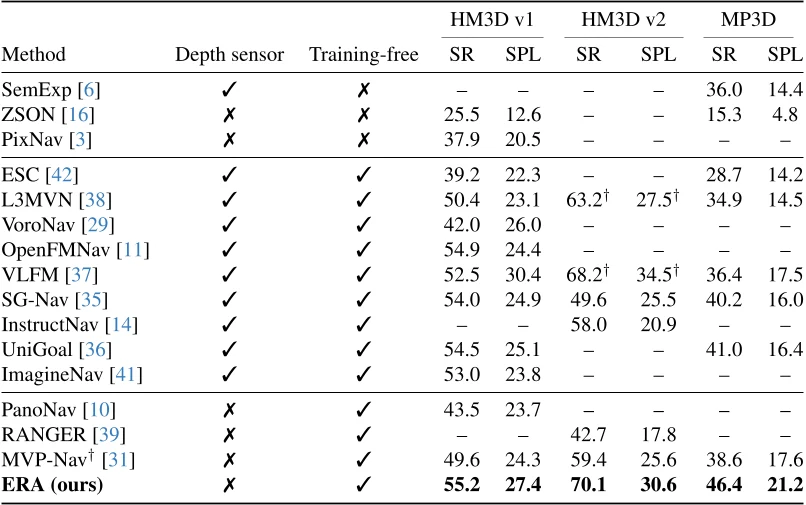 HM3D v1 HM3D v2 MP3D
Method Depth sensor Training-free SR SPL SR SPL SR SPL
SemExp [6] ✓ ✗ – – – – 36.0 14.4
ZSON [16] ✗ ✗ 25.5 12.6 – – 15.3 4.8
PixNav [3] ✗ ✗ 37.9 20.5 – – – –
ESC [42] ✓ ✓ 39.2 22.3 – – 28.7 14.2
L3MVN [38] ✓ ✓ 50.4 23.1 63.2† 27.5† 34.9 14.5
VoroNav [29] ✓ ✓ 42.0 26.0 – – – –
OpenFMNav [11] ✓ ✓ 54.9 24.4 – – – –
VLFM [37] ✓ ✓ 52.5 30.4 68.2† 34.5† 36.4 17.5
SG-Nav [35] ✓ ✓ 54.0 24.9 49.6 25.5 40.2 16.0
InstructNav [14] ✓ ✓ – – 58.0 20.9 – –
UniGoal [36] ✓ ✓ 54.5 25.1 – – 41.0 16.4
ImagineNav [41] ✓ ✓ 53.0 23.8 – – – –
PanoNav [10] ✗ ✓ 43.5 23.7 – – – –
RANGER [39] ✗ ✓ – – 42.7 17.8 – –
MVP-Nav† [31] ✗ ✓ 49.6 24.3 59.4 25.6 38.6 17.6
ERA (ours) ✗ ✓ 55.2 27.4 70.1 30.6 46.4 21.2